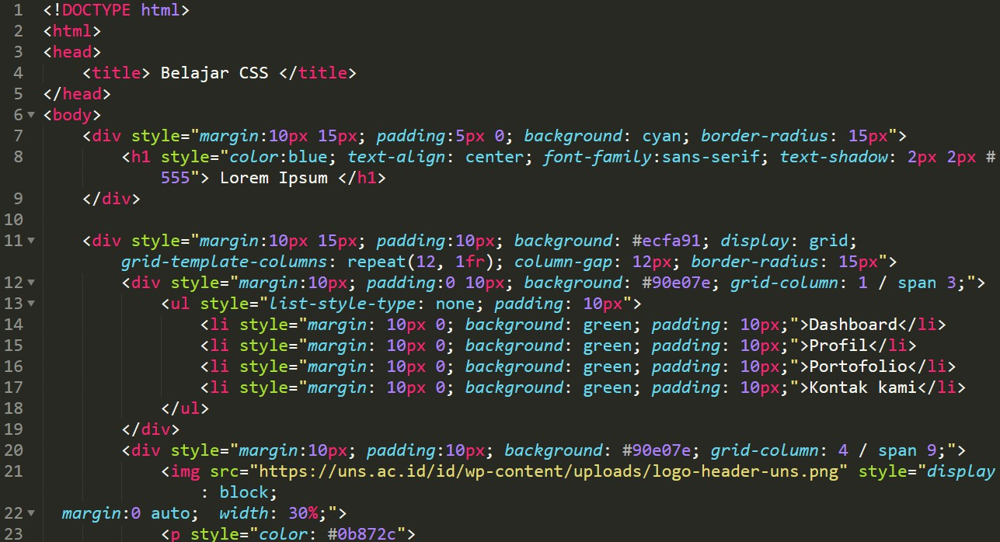 1 <!DOCTYPE html>
2 <html>
3 <head>
4 <title> Belajar CSS </title>
5 </head>
6 <body>
7 <div style="margin:10px 15px; padding:5px 0; background: cyan; border-radius: 15px">
8 <h1 style="color:blue; text-align: center; font-family:sans-serif; text-shadow: 2px 2px #
555"> Lorem Ipsum </h1>
9 </div>
10
11 <div style="margin:10px 15px; padding:10px; background: #ecfa91; display: grid;
grid-template-columns: repeat(12, 1fr); column-gap: 12px; border-radius: 15px">
12 <div style="margin:10px; padding:0 10px; background: #90e07e; grid-column: 1 / span 3;">
13 <ul style="list-style-type: none; padding: 10px">
14 <li style="margin: 10px 0; background: green; padding: 10px;">Dashboard</li>
15 <li style="margin: 10px 0; background: green; padding: 10px;">Profil</li>
16 <li style="margin: 10px 0; background: green; padding: 10px;">Portofolio</li>
17 <li style="margin: 10px 0; background: green; padding: 10px;">Kontak kami</li>
18 </ul>
19 </div>
20 <div style="margin:10px; padding:10px; background: #90e07e; grid-column: 4 / span 9;">
21 <img src="https://uns.ac.id/id/wp-content/uploads/logo-header-uns.png" style="display
: block;
22 margin:0 auto; width: 30%;">
23 <p style="color: #0b872c">